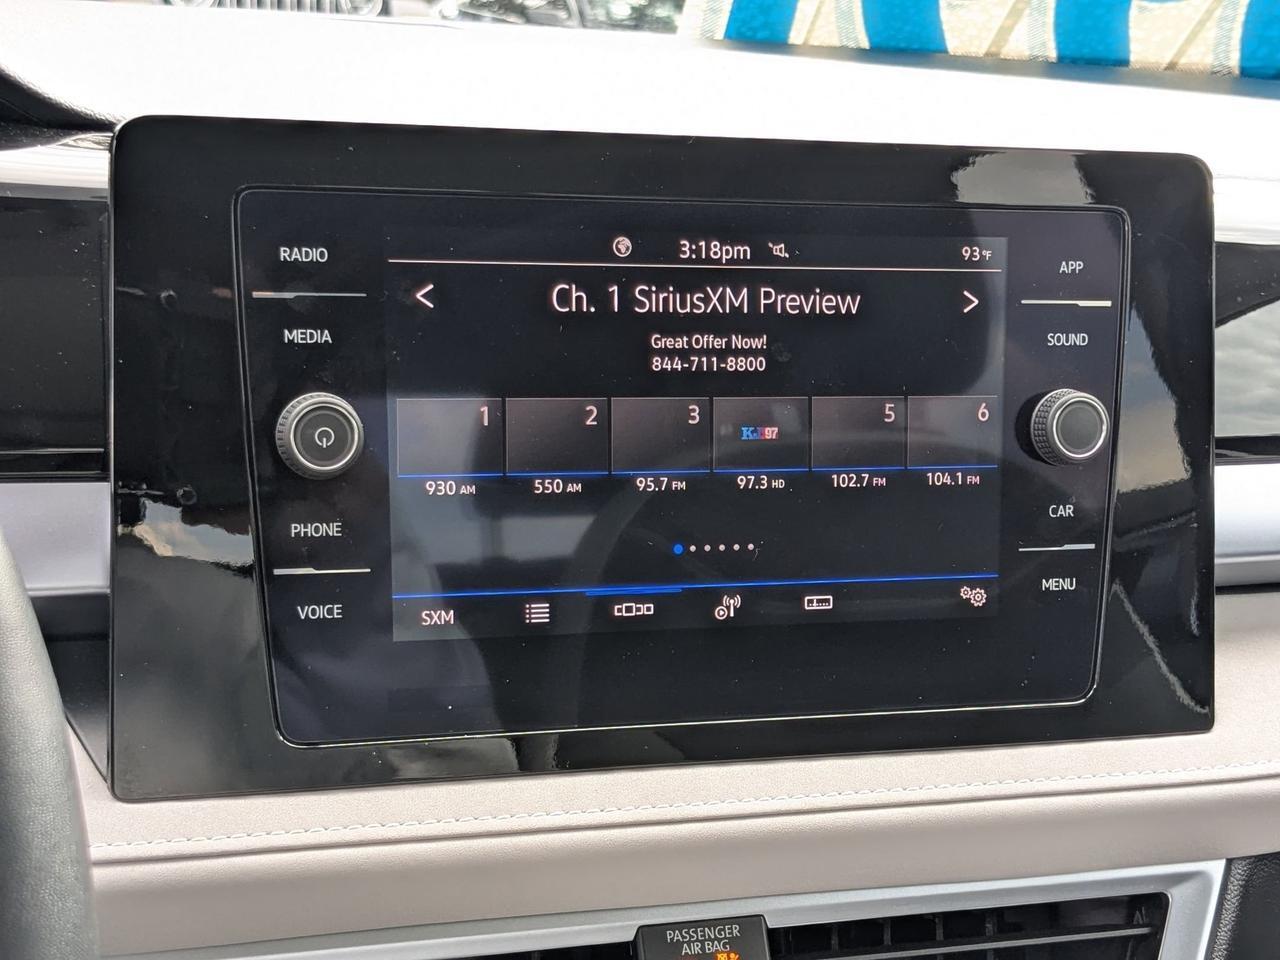 RADIO
MEDIA
PHONE
VOICE
3:18pm
93°F
< Ch. 1 SiriusXM Preview >
Great Offer Now!
844-711-8800
1 2 3 5 6
930 AM 550 AM 95.7 FM 97.3 HD 102.7 FM 104.1 FM
SXM
APP
SOUND
CAR
MENU
PASSENGER
AIR BAG